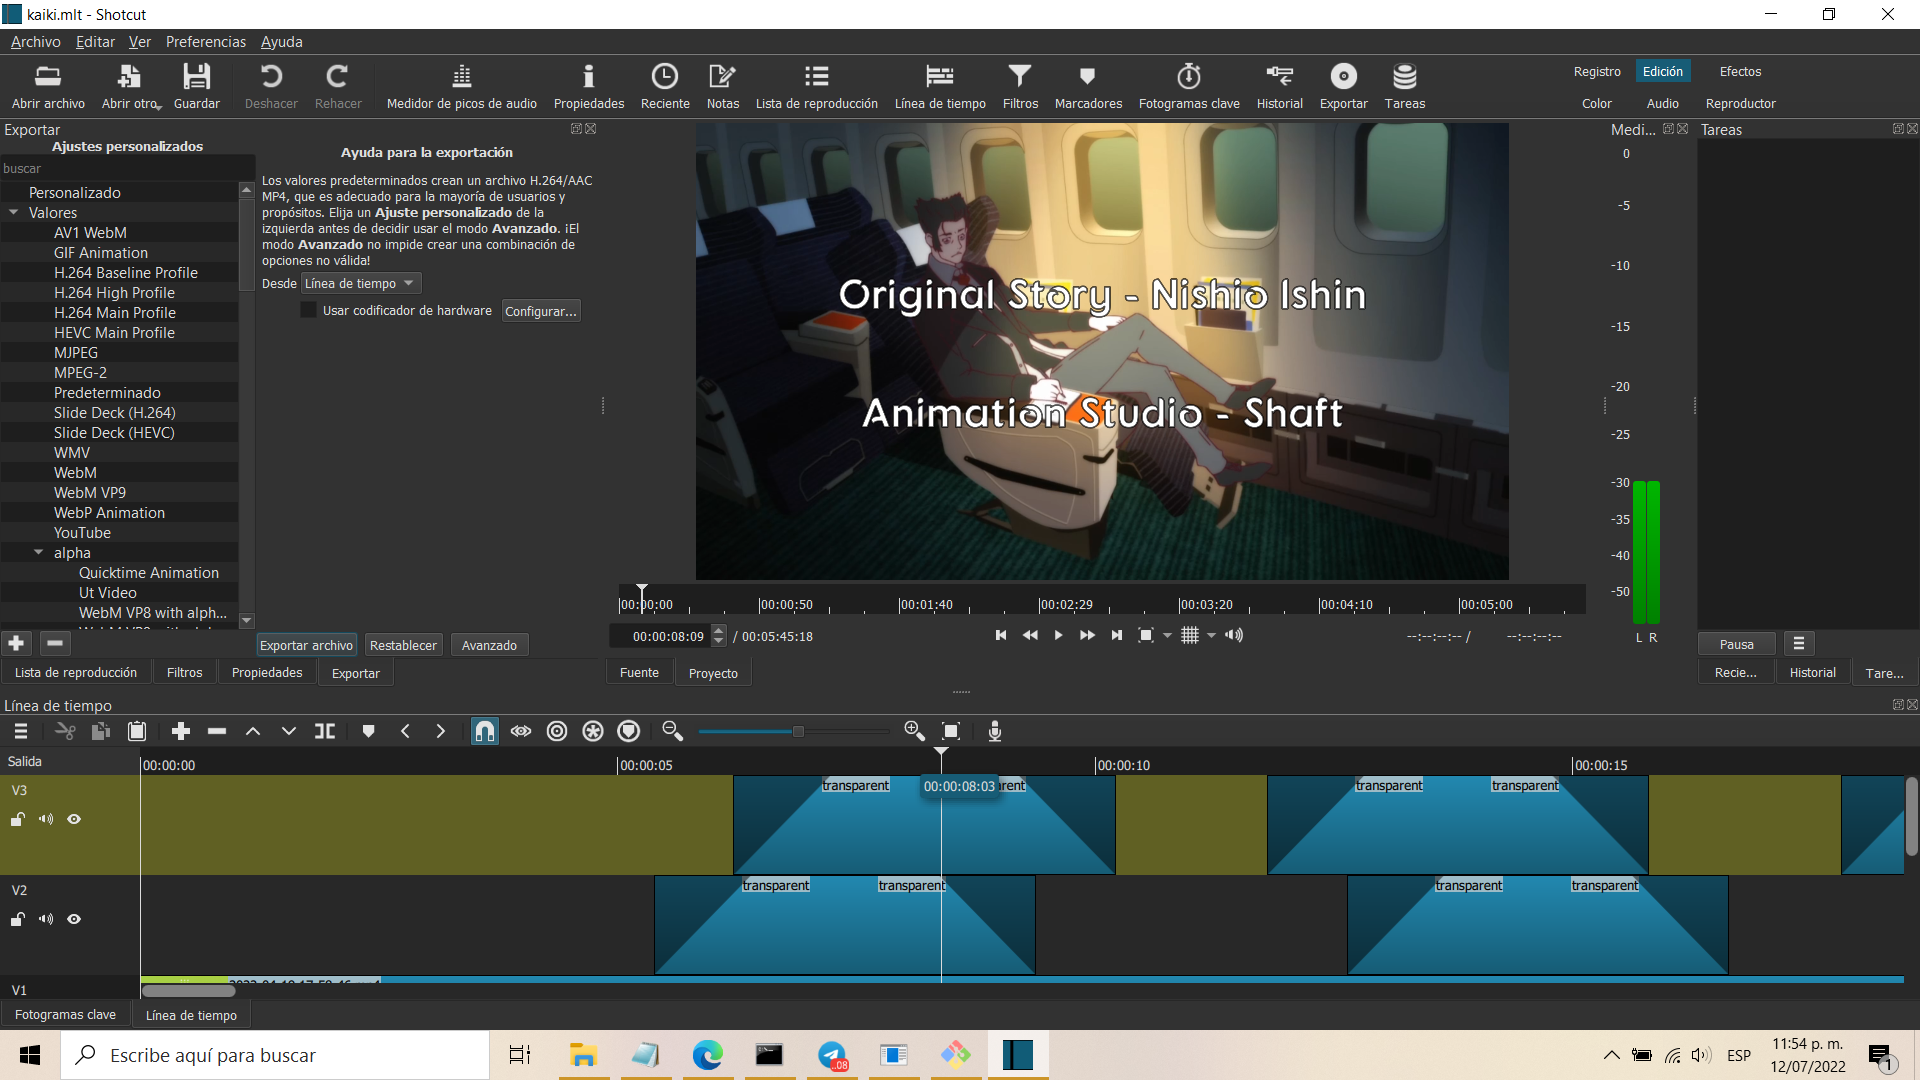 kaiki.mlt - Shotcut
Archivo Editar Ver Preferencias Ayuda
Abrir archivo Abrir otro Guardar Deshacer Rehacer Medidor de picos de audio Propiedades Reciente Notas Lista de reproducción Línea de tiempo Filtros Marcadores Fotogramas clave Historial Exportar Tareas
Registro Edición Efectos
Color Audio Reproductor
Exportar
Ajustes personalizados
buscar
Personalizado
Valores
AV1 WebM
GIF Animation
H.264 Baseline Profile
H.264 High Profile
H.264 Main Profile
HEVC Main Profile
MJPEG
MPEG-2
Predeterminado
Slide Deck (H.264)
Slide Deck (HEVC)
WMV
WebM
WebM VP9
WebP Animation
YouTube
alpha
Quicktime Animation
Ut Video
WebM VP8 with alph...
Ayuda para la exportación
Los valores predeterminados crean un archivo H.264/AAC
MP4, que es adecuado para la mayoría de usuarios y
propósitos. Elija un Ajuste personalizado de la
izquierda antes de decidir usar el modo Avanzado. ¡El
modo Avanzado no impide crear una combinación de
opciones no válida!
Desde Línea de tiempo
Usar codificador de hardware Configurar...
Exportar archivo Restablecer Avanzado
Lista de reproducción Filtros Propiedades Exportar
Original Story - Nishio Ishin
Animation Studio - Shaft
00:00:00 00:00:50 00:01:40 00:02:29 00:03:20 00:04:10 00:05:00
00:00:08:09 / 00:05:45:18 --:--:--:-- / --:--:--:--
Fuente Proyecto
Medi...
0
-5
-10
-15
-20
-25
-30
-35
-40
-50
L R
Tareas
Pausa
Recie... Historial Tare...
Línea de tiempo
Salida
00:00:00 00:00:05 00:00:10 00:00:15
V3
transparent 00:00:08:03 rent transparent transparent
V2
transparent transparent transparent transparent
V1
Fotogramas clave Línea de tiempo
Escribe aquí para buscar
..08
ESP
11:54 p. m.
12/07/2022
1